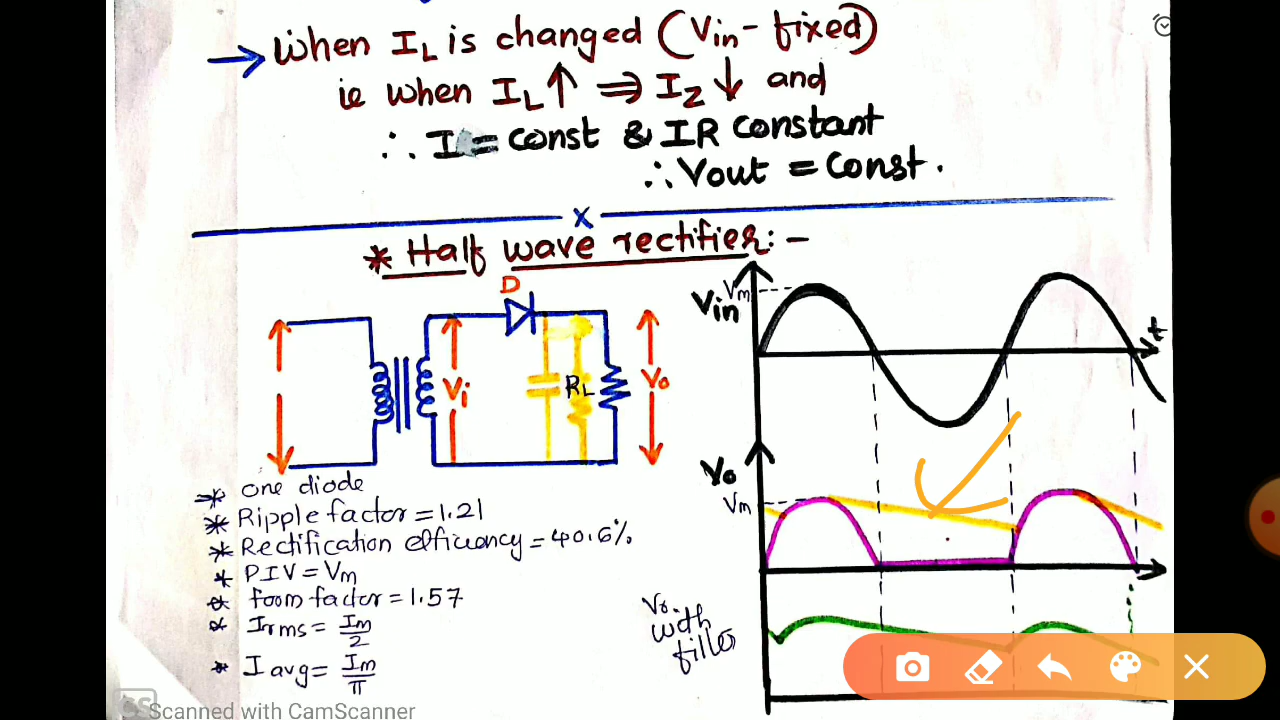 → When IL is changed (Vin - fixed)
ie when IL↑ ⇒ IZ↓ and
∴ I = const & IR constant
∴ Vout = Const.
x
* Half wave rectifier: -
D
Vi
RL
Vo
Vin
Vm
t
Vo
Vm
* one diode
* Ripple factor = 1.21
* Rectification efficiency = 40.6%
* PIV = Vm
* foom factor = 1.57
* Irms = Im/2
* Iavg = Im/π
Vo
with
filter
CS
Scanned with CamScanner